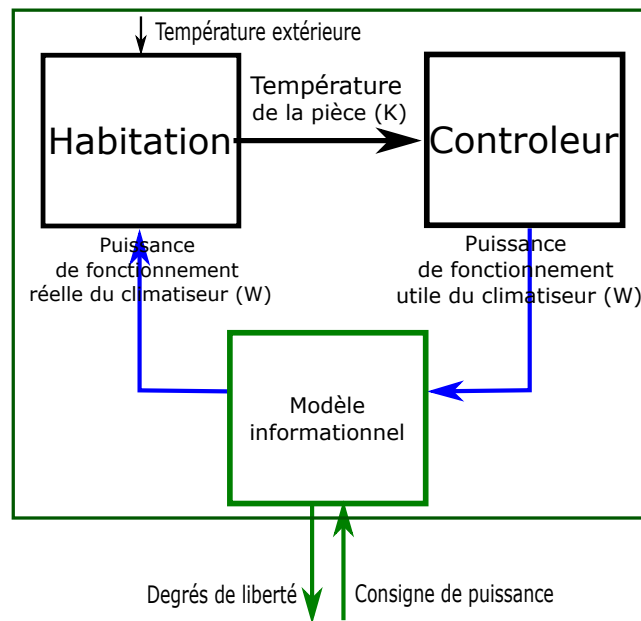 Température extérieure
Habitation
Température
de la pièce (K)
Controleur
Puissance
de fonctionnement
réelle du climatiseur (W)
Puissance
de fonctionnement
utile du climatiseur (W)
Modèle
informationnel
Degrés de liberté
Consigne de puissance